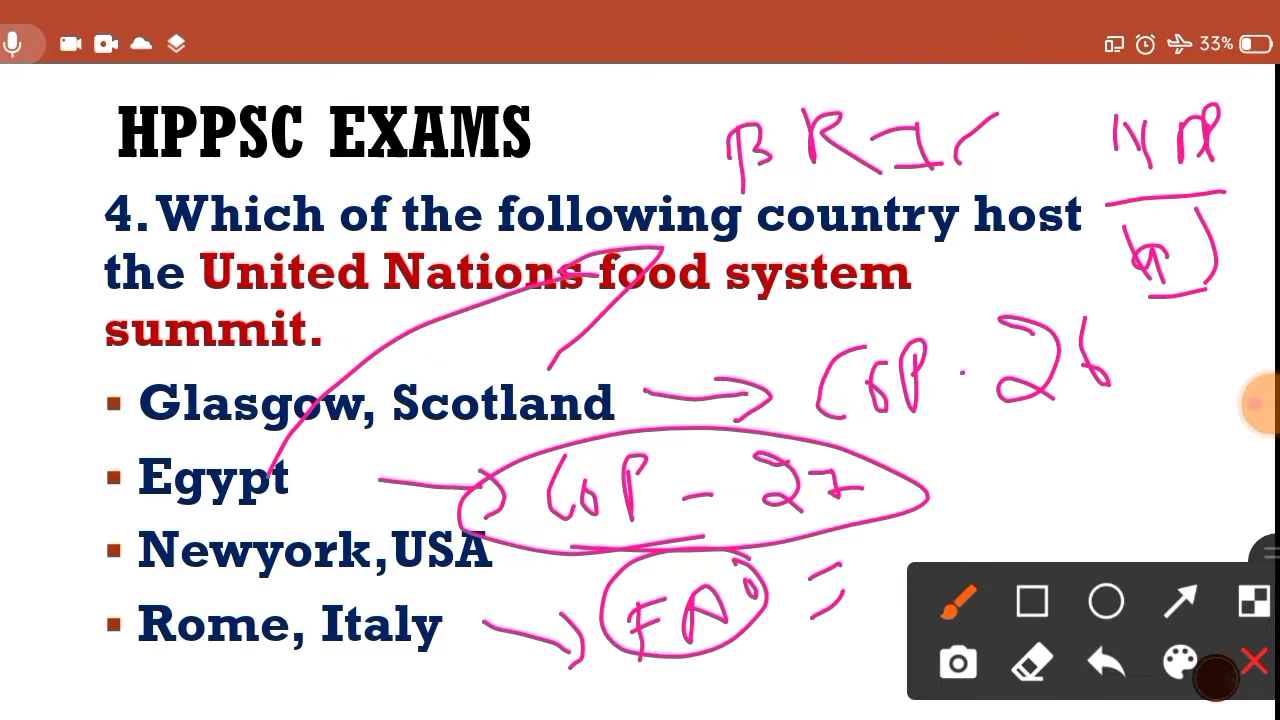 33%
HPPSC EXAMS
BRIC
4. Which of the following country host
the United Nations food system
summit.
▪ Glasgow, Scotland
COP - 26
▪ Egypt
COP - 27
▪ Newyork,USA
▪ Rome, Italy
FAO =